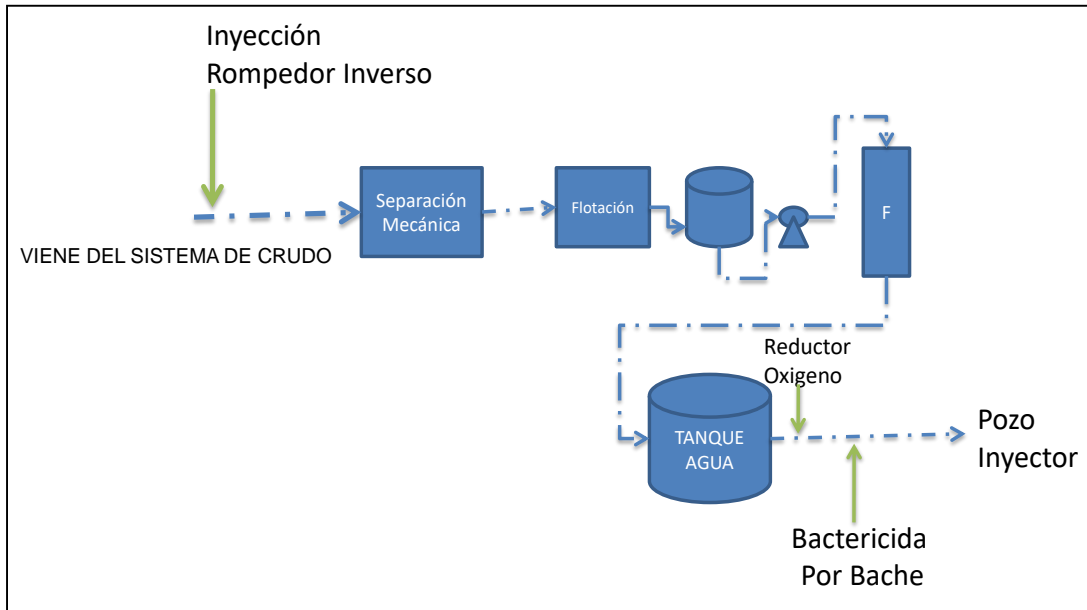 Inyección
Rompedor Inverso
Separación
Mecánica
Flotación
F
VIENE DEL SISTEMA DE CRUDO
Reductor
Oxigeno
TANQUE
AGUA
Pozo
Inyector
Bactericida
Por Bache